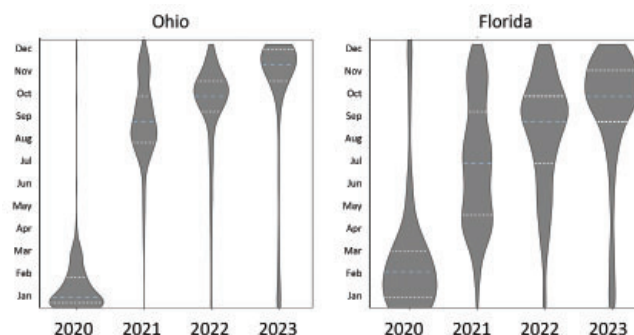 Ohio
Dec
Nov
Oct
Sep
Aug
Jul
Jun
May
Apr
Mar
Feb
Jan
2020 2021 2022 2023
Florida
Dec
Nov
Oct
Sep
Aug
Jul
Jun
May
Apr
Mar
Feb
Jan
2020 2021 2022 2023